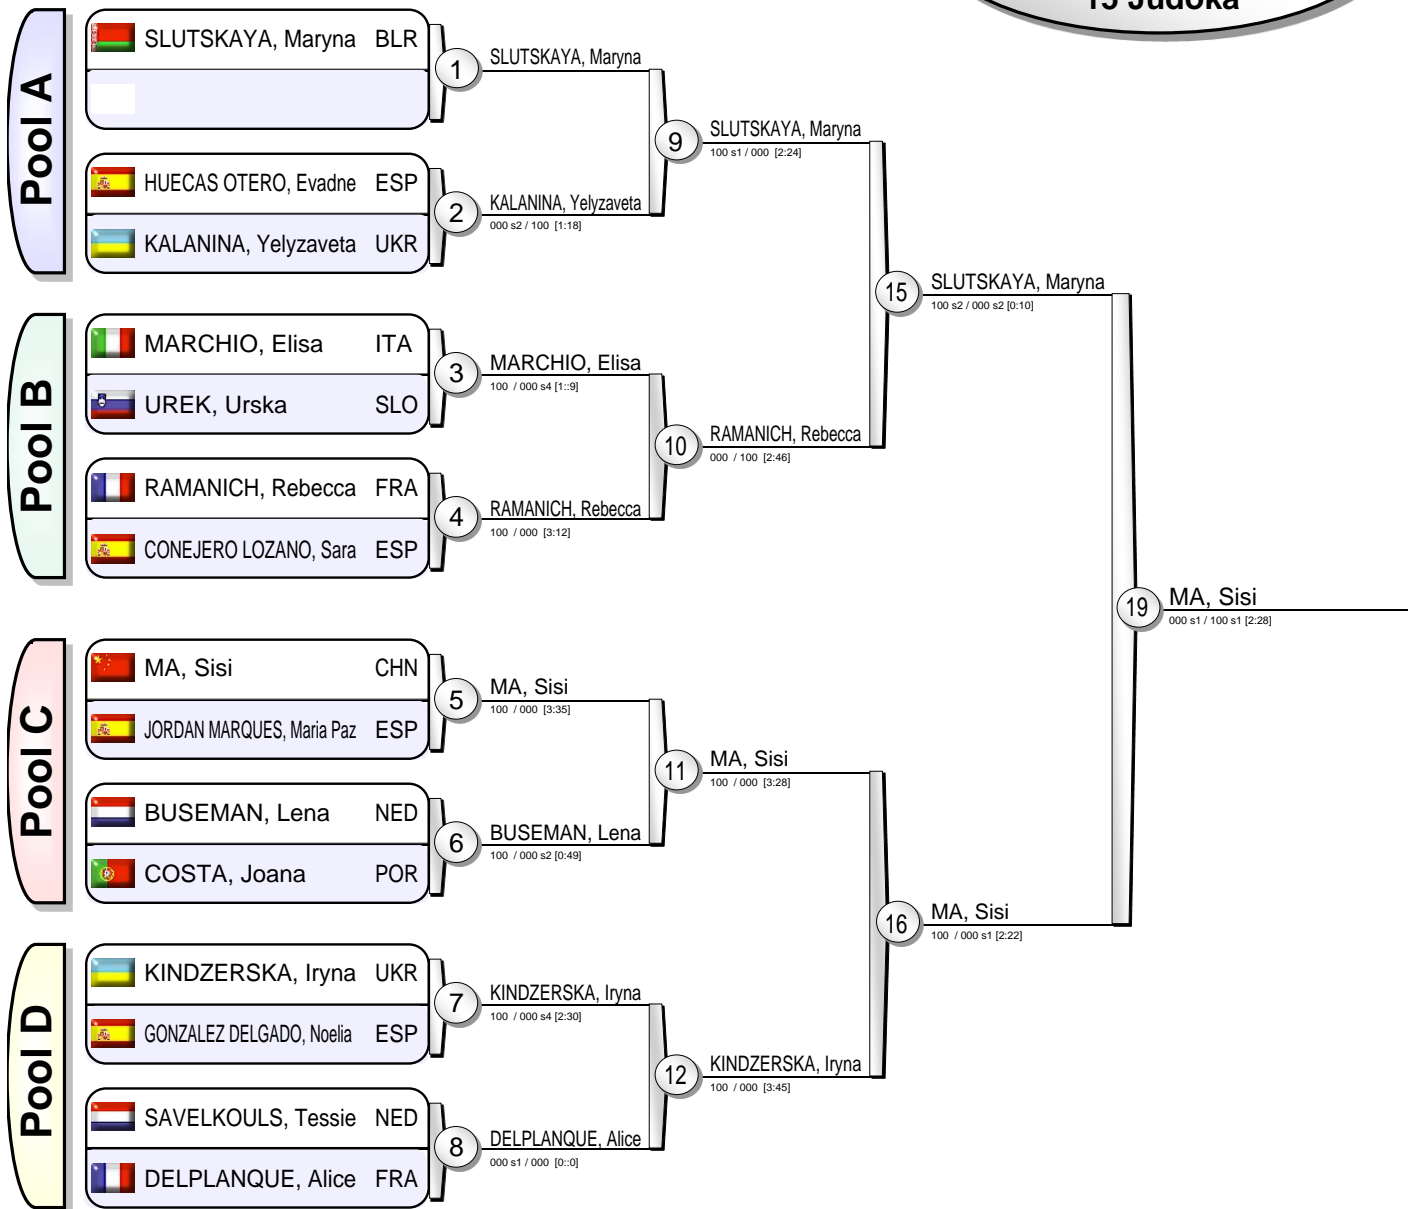 15 Judoka
Pool A
SLUTSKAYA, Maryna BLR
HUECAS OTERO, Evadne ESP
KALANINA, Yelyzaveta UKR
Pool B
MARCHIO, Elisa ITA
UREK, Urska SLO
RAMANICH, Rebecca FRA
CONEJERO LOZANO, Sara ESP
Pool C
MA, Sisi CHN
JORDAN MARQUES, Maria Paz ESP
BUSEMAN, Lena NED
COSTA, Joana POR
Pool D
KINDZERSKA, Iryna UKR
GONZALEZ DELGADO, Noelia ESP
SAVELKOULS, Tessie NED
DELPLANQUE, Alice FRA
1
SLUTSKAYA, Maryna
2
KALANINA, Yelyzaveta
000 s2 / 100 [1:18]
3
MARCHIO, Elisa
100 / 000 s4 [1::9]
4
RAMANICH, Rebecca
100 / 000 [3:12]
5
MA, Sisi
100 / 000 [3:35]
6
BUSEMAN, Lena
100 / 000 s2 [0:49]
7
KINDZERSKA, Iryna
100 / 000 s4 [2:30]
8
DELPLANQUE, Alice
000 s1 / 000 [0::0]
9
SLUTSKAYA, Maryna
100 s1 / 000 [2:24]
10
RAMANICH, Rebecca
000 / 100 [2:46]
11
MA, Sisi
100 / 000 [3:28]
12
KINDZERSKA, Iryna
100 / 000 [3:45]
15
SLUTSKAYA, Maryna
100 s2 / 000 s2 [0:10]
16
MA, Sisi
100 / 000 s1 [2:22]
19
MA, Sisi
000 s1 / 100 s1 [2:28]